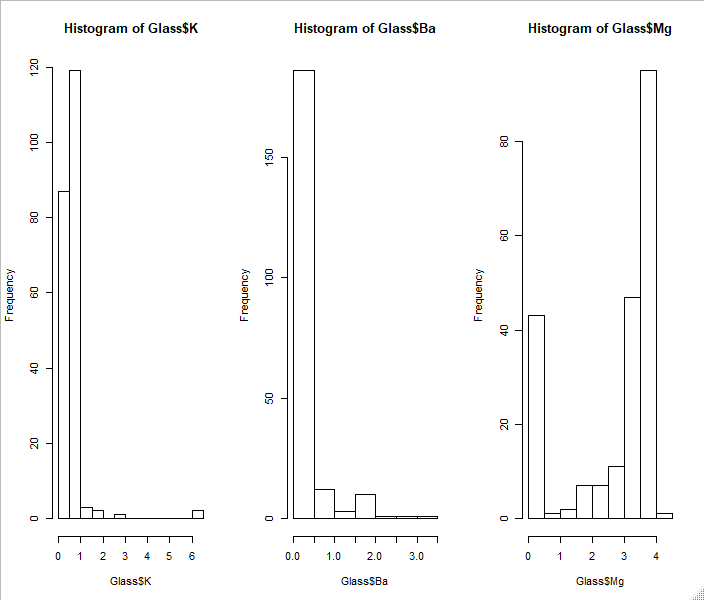 Histogram of Glass$K
Frequency
120
100
80
60
40
20
0
0 1 2 3 4 5 6
Glass$K
Histogram of Glass$Ba
Frequency
150
100
50
0
0.0 1.0 2.0 3.0
Glass$Ba
Histogram of Glass$Mg
Frequency
80
60
40
20
0
0 1 2 3 4
Glass$Mg